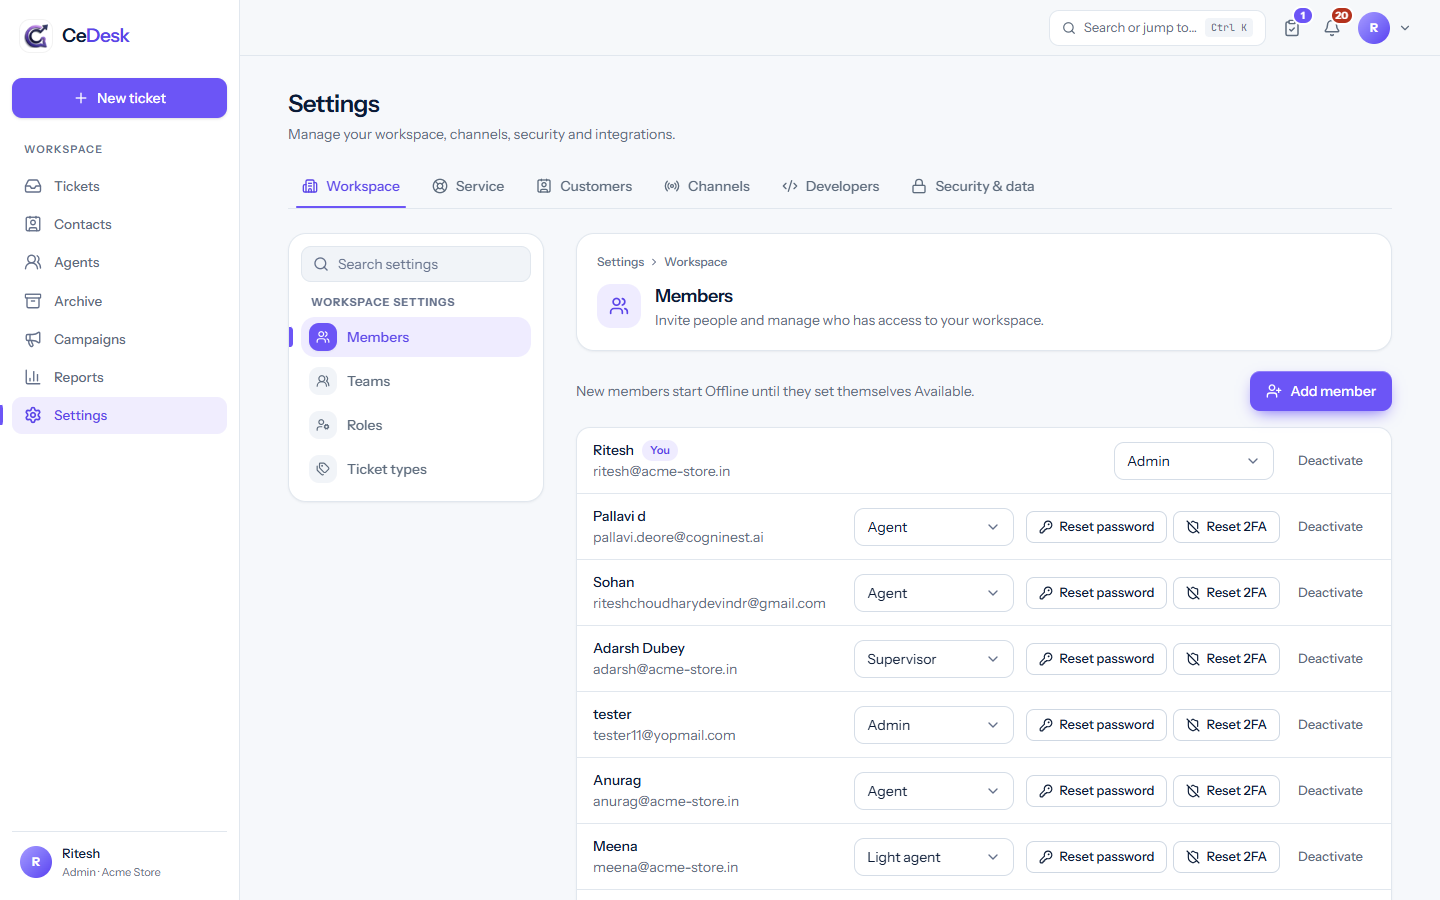 CeDesk
New ticket
WORKSPACE
Tickets
Contacts
Agents
Archive
Campaigns
Reports
Settings
Ritesh
Admin · Acme Store
Search or jump to... Ctrl K
1
20
R
Settings
Manage your workspace, channels, security and integrations.
Workspace Service Customers Channels Developers Security & data
Search settings
WORKSPACE SETTINGS
Members
Teams
Roles
Ticket types
Settings > Workspace
Members
Invite people and manage who has access to your workspace.
New members start Offline until they set themselves Available.
Add member
Ritesh You
ritesh@acme-store.in
Admin Deactivate
Pallavi d
pallavi.deore@cogninest.ai
Agent Reset password Reset 2FA Deactivate
Sohan
riteshchoudharydevindr@gmail.com
Agent Reset password Reset 2FA Deactivate
Adarsh Dubey
adarsh@acme-store.in
Supervisor Reset password Reset 2FA Deactivate
tester
tester11@yopmail.com
Admin Reset password Reset 2FA Deactivate
Anurag
anurag@acme-store.in
Agent Reset password Reset 2FA Deactivate
Meena
meena@acme-store.in
Light agent Reset password Reset 2FA Deactivate
R